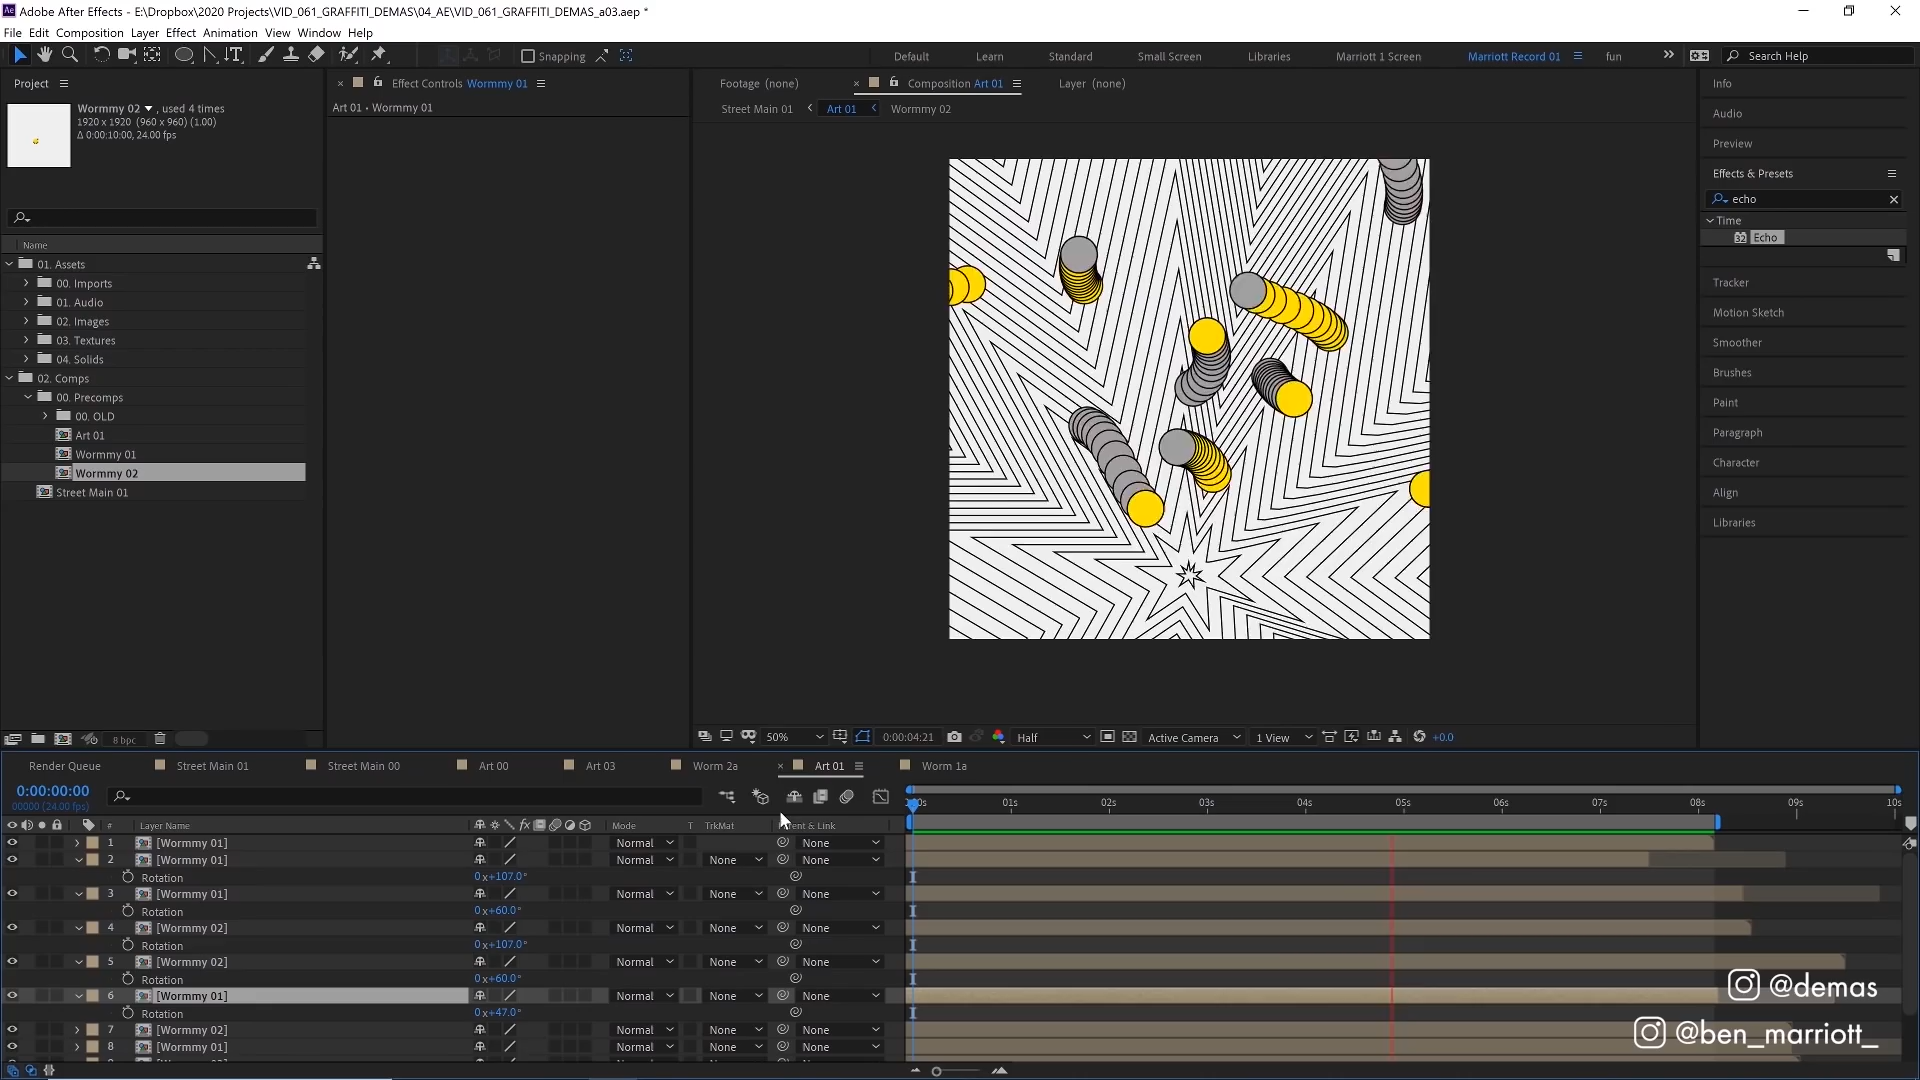 Adobe After Effects - E:\Dropbox\2020 Projects\VID_061_GRAFFITI_DEMAS\04_AE\VID_061_GRAFFITI_DEMAS_a03.aep *
File Edit Composition Layer Effect Animation View Window Help
Snapping
Default Learn Standard Small Screen Libraries Marriott 1 Screen Marriott Record 01 fun Search Help
Project
Wormmy 02 , used 4 times
1920 x 1920 (960 x 960) (1.00)
Δ 0:00:10:00, 24.00 fps
Name
01. Assets
00. Imports
01. Audio
02. Images
03. Textures
04. Solids
02. Comps
00. Precomps
00. OLD
Art 01
Wormmy 01
Wormmy 02
Street Main 01
8 bpc
Effect Controls Wormmy 01
Art 01 • Wormmy 01
Footage (none) Composition Art 01 Layer (none)
Street Main 01 Art 01 Wormmy 02
50% 0:00:04:21 Half Active Camera 1 View +0.0
Info
Audio
Preview
Effects & Presets
echo
Time
32 Echo
Tracker
Motion Sketch
Smoother
Brushes
Paint
Paragraph
Character
Align
Libraries
Render Queue Street Main 01 Street Main 00 Art 00 Art 03 Worm 2a Art 01 Worm 1a
0:00:00:00
00000 (24.00 fps)
01s 02s 03s 04s 05s 06s 07s 08s 09s 10s
# Layer Name fx Mode T TrkMat & Link
1 [Wormmy 01] Normal None
2 [Wormmy 01] Normal None None
Rotation 0x+107.0°
3 [Wormmy 01] Normal None None
Rotation 0x+60.0°
4 [Wormmy 02] Normal None None
Rotation 0x+107.0°
5 [Wormmy 02] Normal None None
Rotation 0x+60.0°
6 [Wormmy 01] Normal None None
Rotation 0x+47.0°
7 [Wormmy 02] Normal None None
8 [Wormmy 01] Normal None None
@demas
@ben_marriott_